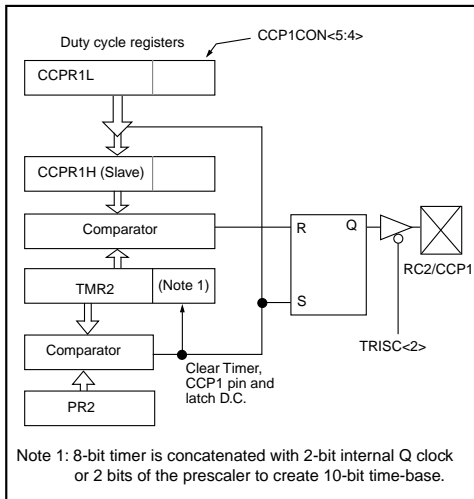 Duty cycle registers
CCP1CON<5:4>
CCPR1L
CCPR1H (Slave)
Comparator
R
Q
RC2/CCP1
TMR2
(Note 1)
S
TRISC<2>
Comparator
Clear Timer,
CCP1 pin and
latch D.C.
PR2
Note 1: 8-bit timer is concatenated with 2-bit internal Q clock
or 2 bits of the prescaler to create 10-bit time-base.